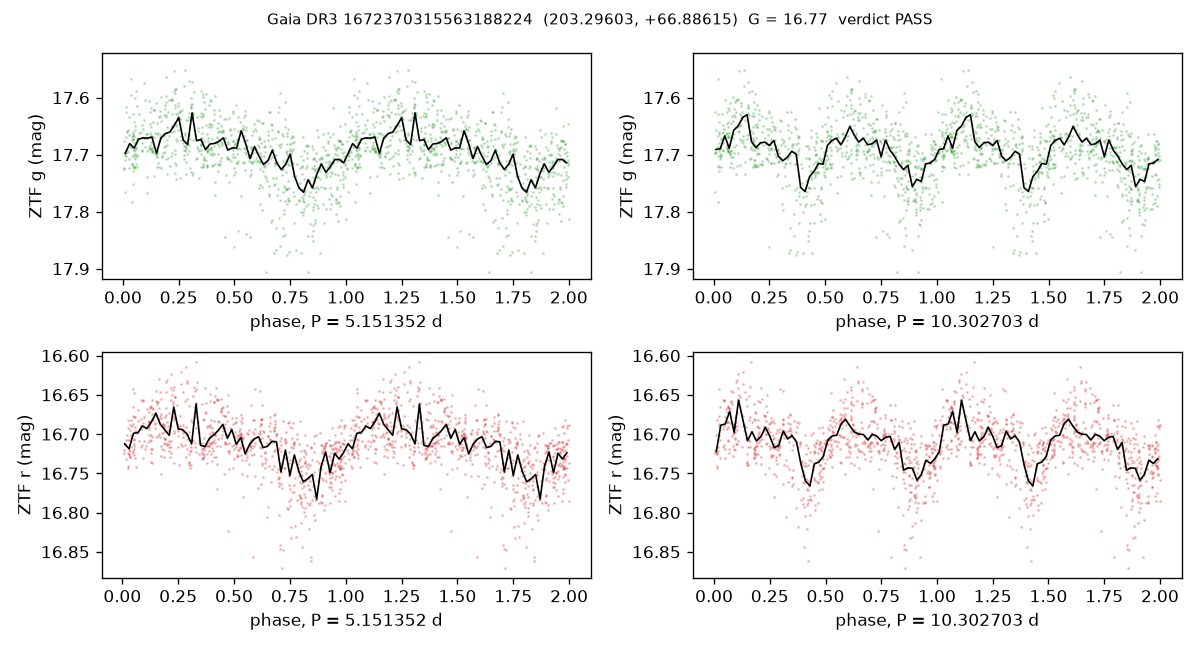 Gaia DR3 1672370315563188224 (203.29603, +66.88615) G = 16.77 verdict PASS
ZTF g (mag)
17.6
17.7
17.8
17.9
0.00 0.25 0.50 0.75 1.00 1.25 1.50 1.75 2.00
phase, P = 5.151352 d
ZTF g (mag)
17.6
17.7
17.8
17.9
0.00 0.25 0.50 0.75 1.00 1.25 1.50 1.75 2.00
phase, P = 10.302703 d
ZTF r (mag)
16.60
16.65
16.70
16.75
16.80
16.85
0.00 0.25 0.50 0.75 1.00 1.25 1.50 1.75 2.00
phase, P = 5.151352 d
ZTF r (mag)
16.60
16.65
16.70
16.75
16.80
16.85
0.00 0.25 0.50 0.75 1.00 1.25 1.50 1.75 2.00
phase, P = 10.302703 d